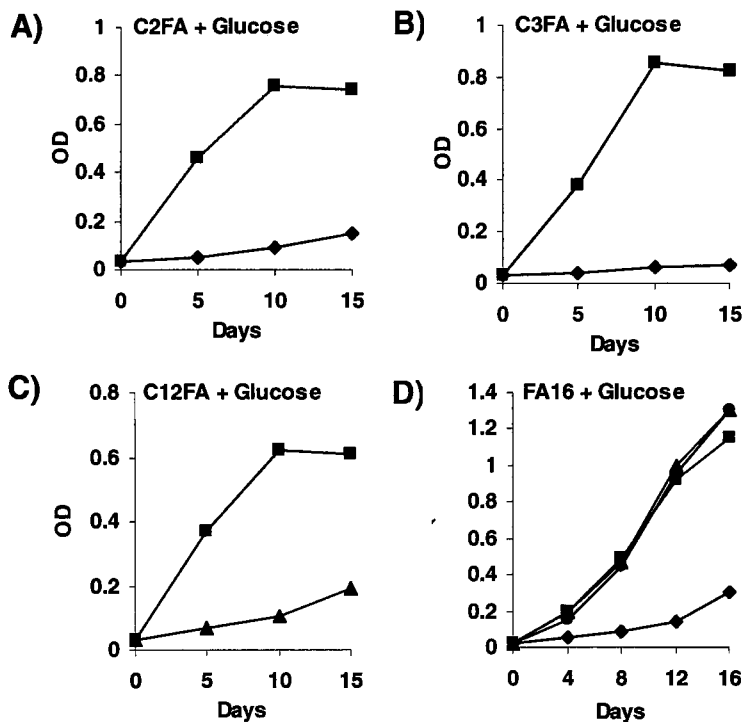 A) C2FA + Glucose
1
0.8
0.6
0.4
0.2
0
OD
0 5 10 15
Days
B) C3FA + Glucose
1
0.8
0.6
0.4
0.2
0
OD
0 5 10 15
Days
C) C12FA + Glucose
0.8
0.6
0.4
0.2
0
OD
0 5 10 15
Days
D) FA16 + Glucose
1.4
1.2
1
0.8
0.6
0.4
0.2
0
0 4 8 12 16
Days